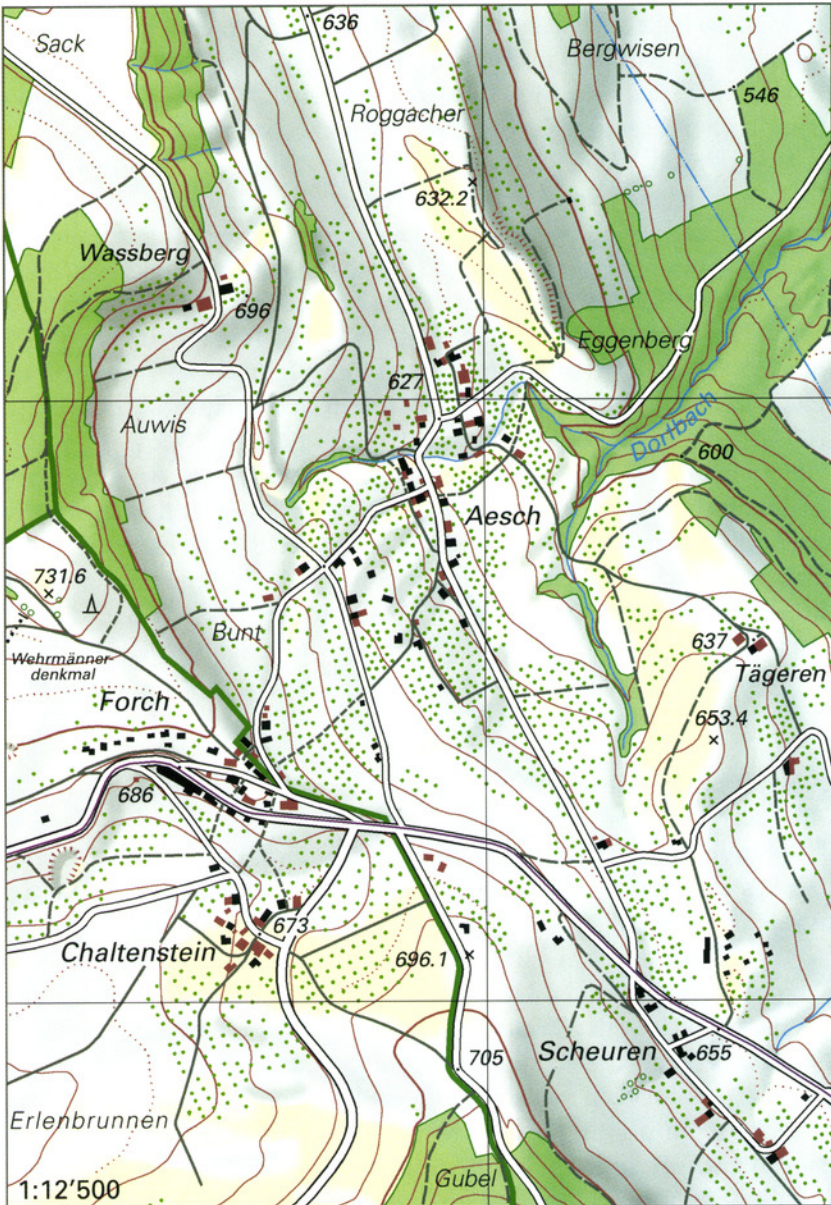 636
Sack
Bergwisen
546
Roggacher
632.2
Wassberg
696
Eggenberg
627
Auwis
Dorfbach
600
Aesch
731.6
Bunt
637
Wehrmänner
denkmal
Tägeren
Forch
653.4
686
673
Chaltenstein
696.1
Scheuren
655
705
Erlenbrunnen
Gubel
1:12'500